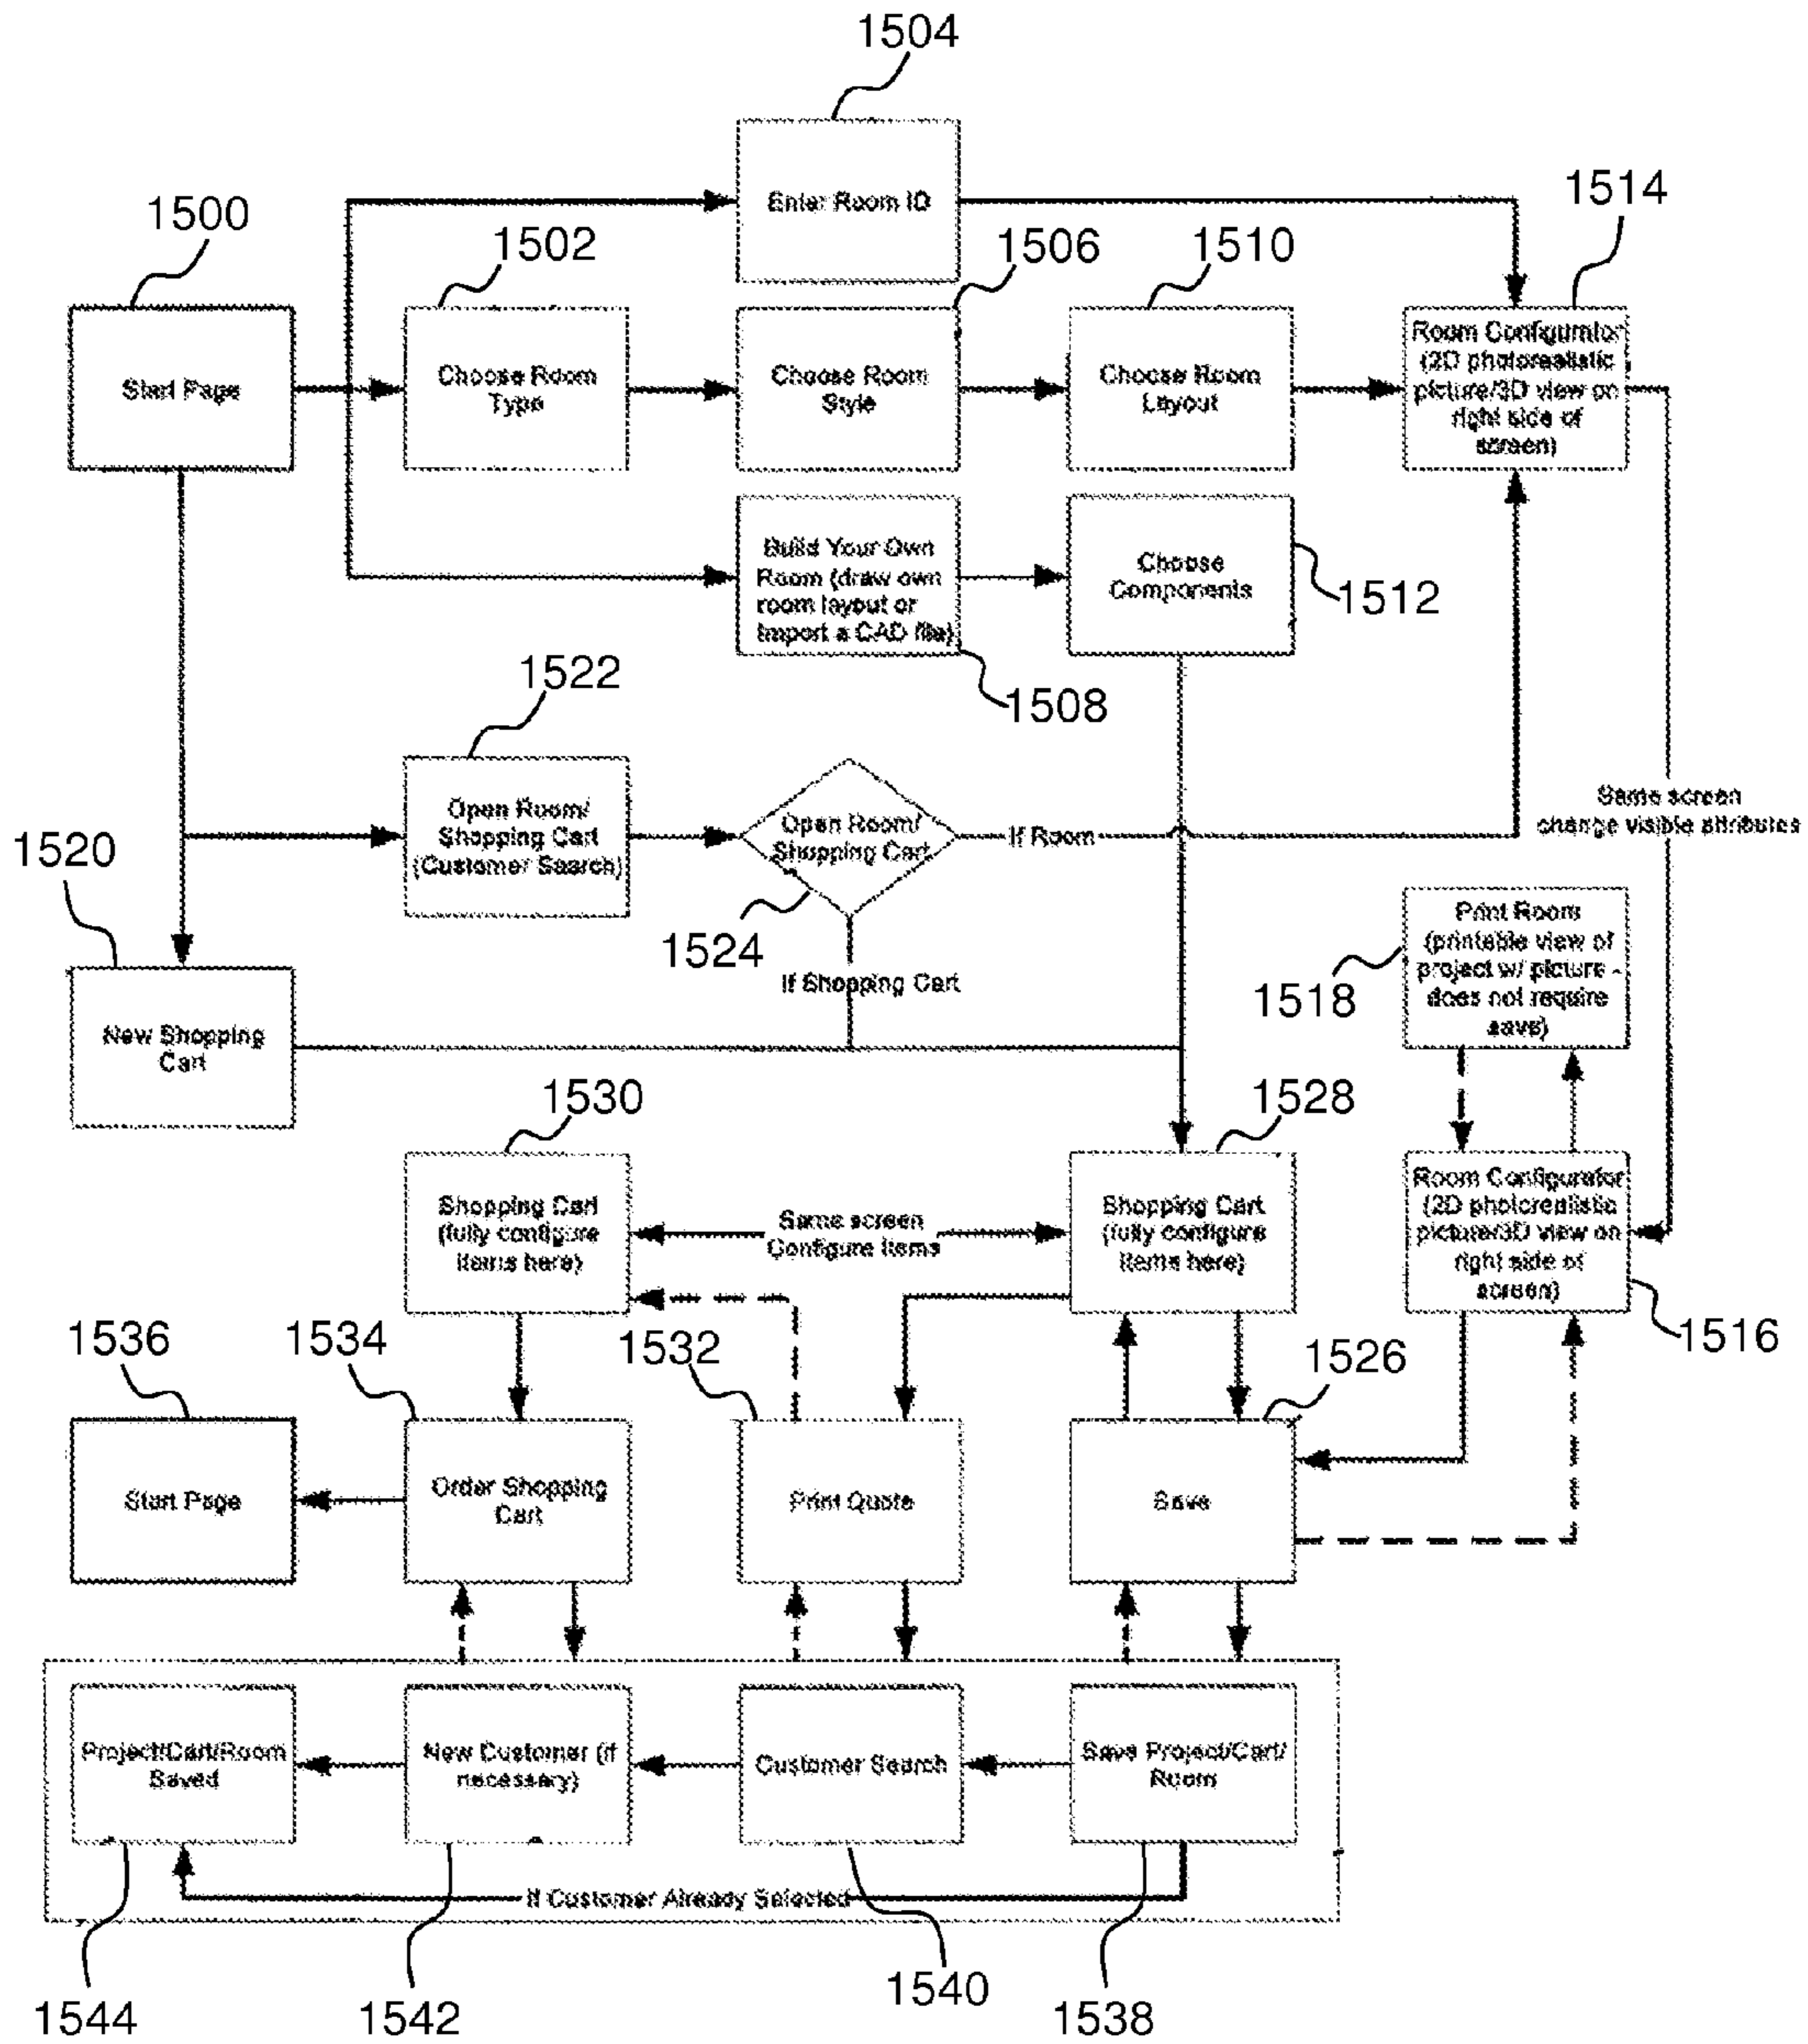 1504
Enter Room ID
1514
1500
1502
1506
1510
Start Page
Choose Room
Type
Choose Room
Style
Choose Room
Layout
Room Configurator
(2D photorealistic
picture/3D view on
right side of
screen)
Build Your Own
Room (draw own
room layout or
import a CAD file)
Choose
Components
1512
1508
1522
Open Room/
Shopping Cart
(Customer Search)
Open Room/
Shopping Cart
If Room
Same screen
change visible attributes
1520
1524
If Shopping Cart
Print Room
(printable view of
project w/ picture -
does not require
save)
1518
New Shopping
Cart
1530
1528
Shopping Cart
(fully configure
items here)
Same screen
Configure items
Shopping Cart
(fully configure
items here)
Room Configurator
(2D photorealistic
picture/3D view on
right side of
screen)
1516
1536
1534
1532
1526
Start Page
Order Shopping
Cart
Print Quote
Save
Project/Cart/Room
Saved
New Customer (if
necessary)
Customer Search
Save Project/Cart/
Room
If Customer Already Selected
1544
1542
1540
1538